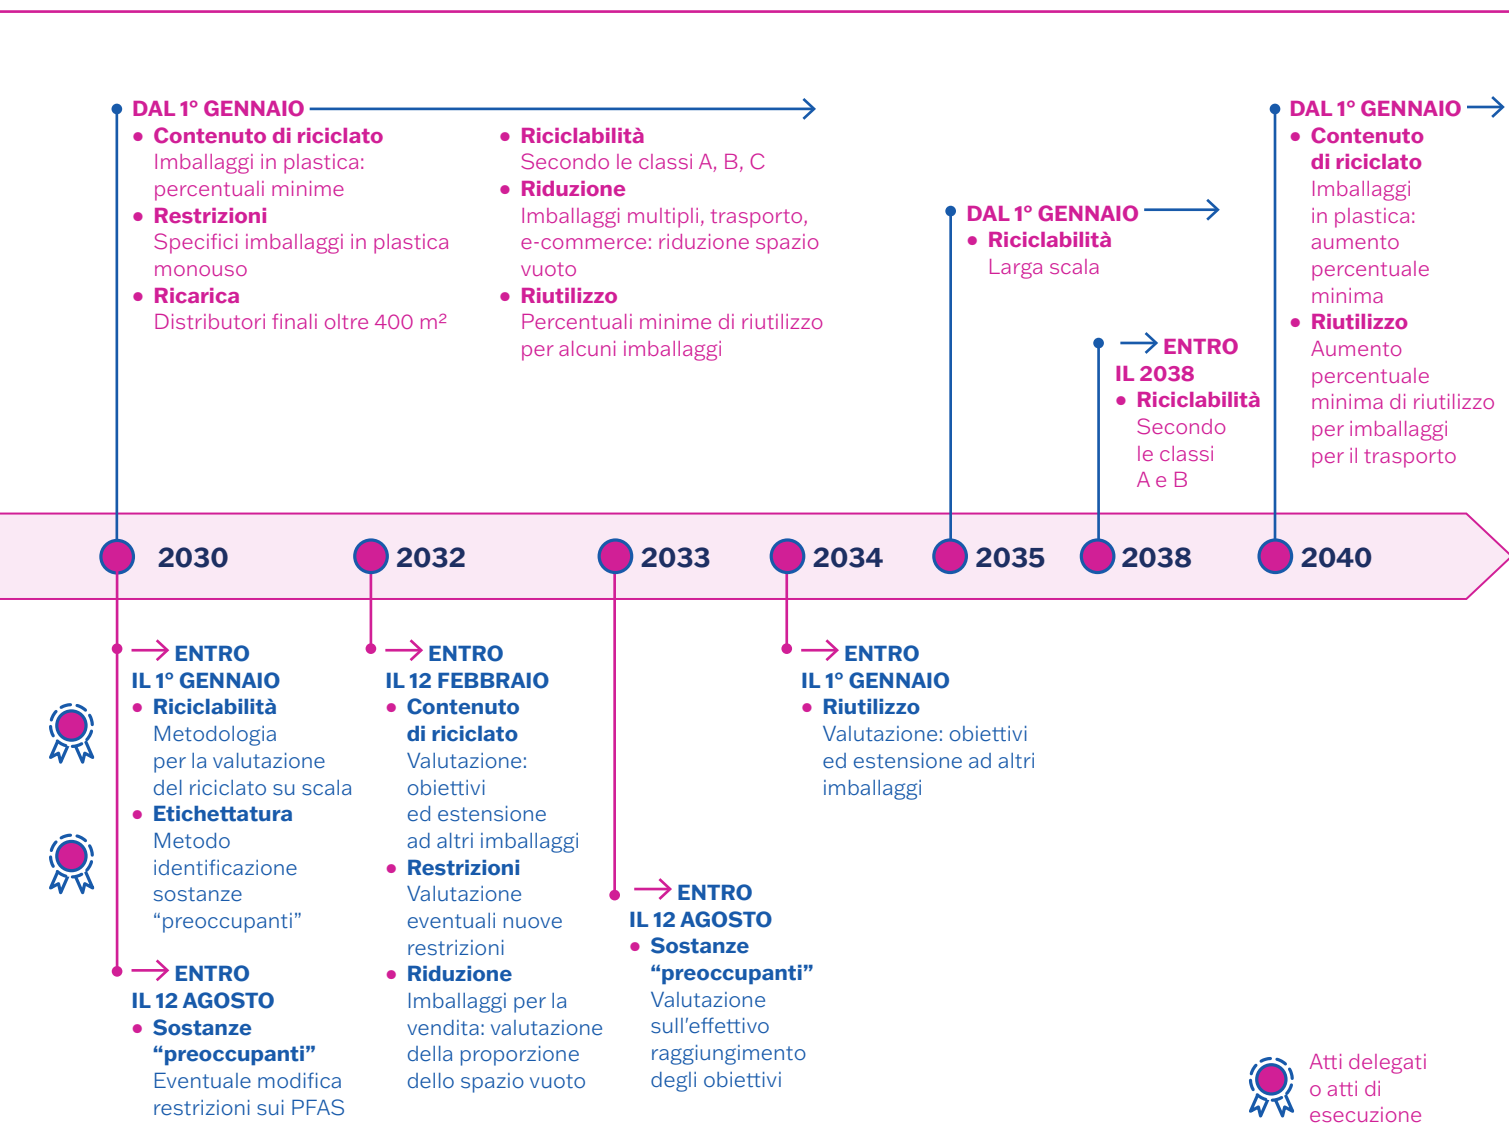 DAL 1° GENNAIO
• Contenuto di riciclato
Imballaggi in plastica:
percentuali minime
• Restrizioni
Specifici imballaggi in plastica
monouso
• Ricarica
Distributori finali oltre 400 m²
• Riciclabilità
Secondo le classi A, B, C
• Riduzione
Imballaggi multipli, trasporto,
e-commerce: riduzione spazio
vuoto
• Riutilizzo
Percentuali minime di riutilizzo
per alcuni imballaggi
DAL 1° GENNAIO
• Riciclabilità
Larga scala
ENTRO
IL 2038
• Riciclabilità
Secondo
le classi
A e B
DAL 1° GENNAIO
• Contenuto
di riciclato
Imballaggi
in plastica:
aumento
percentuale
minima
• Riutilizzo
Aumento
percentuale
minima di riutilizzo
per imballaggi
per il trasporto
2030
2032
2033
2034
2035
2038
2040
ENTRO
IL 1° GENNAIO
• Riciclabilità
Metodologia
per la valutazione
del riciclato su scala
• Etichettatura
Metodo
identificazione
sostanze
“preoccupanti”
ENTRO
IL 12 AGOSTO
• Sostanze
“preoccupanti”
Eventuale modifica
restrizioni sui PFAS
ENTRO
IL 12 FEBBRAIO
• Contenuto
di riciclato
Valutazione:
obiettivi
ed estensione
ad altri imballaggi
• Restrizioni
Valutazione
eventuali nuove
restrizioni
• Riduzione
Imballaggi per la
vendita: valutazione
della proporzione
dello spazio vuoto
ENTRO
IL 12 AGOSTO
• Sostanze
“preoccupanti”
Valutazione
sull'effettivo
raggiungimento
degli obiettivi
ENTRO
IL 1° GENNAIO
• Riutilizzo
Valutazione: obiettivi
ed estensione ad altri
imballaggi
Atti delegati
o atti di
esecuzione